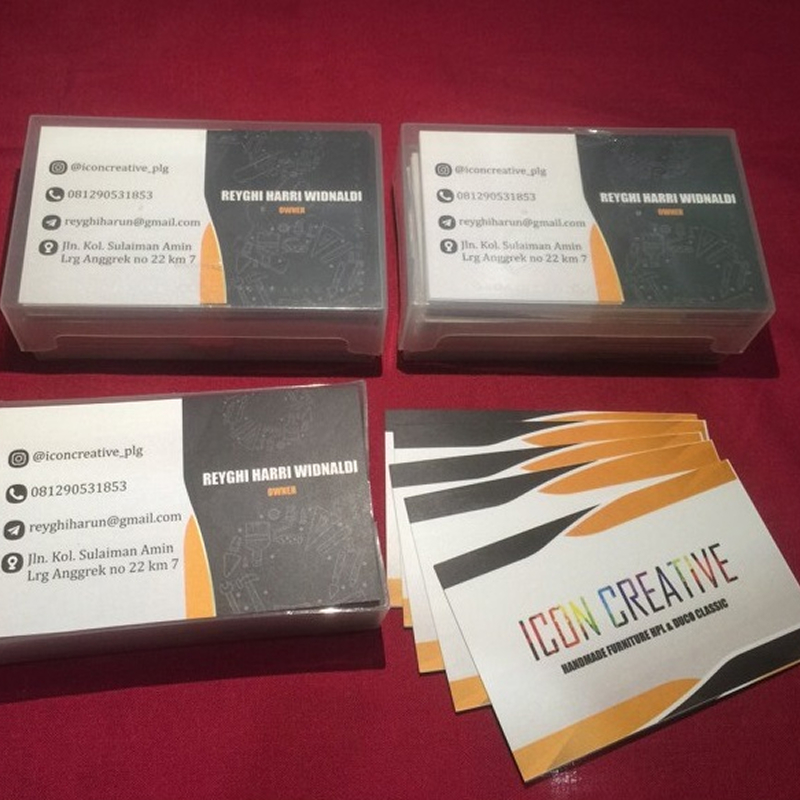 @iconcreative_plg
081290531853
reyghiharun@gmail.com
Jln. Kol. Sulaiman Amin
Lrg Anggrek no 22 km 7
REYGHI HARRI WIDNALDI
OWNER
@iconcreative_plg
081290531853
reyghiharun@gmail.com
Jln. Kol. Sulaiman Amin
Lrg Anggrek no 22 km 7
REYGHI HARRI WIDNALDI
OWNER
@iconcreative_plg
081290531853
reyghiharun@gmail.com
Jln. Kol. Sulaiman Amin
Lrg Anggrek no 22 km 7
REYGHI HARRI WIDNALDI
OWNER
ICON CREATIVE
HANDMADE FURNITURE HPL & DUCO CLASSIC